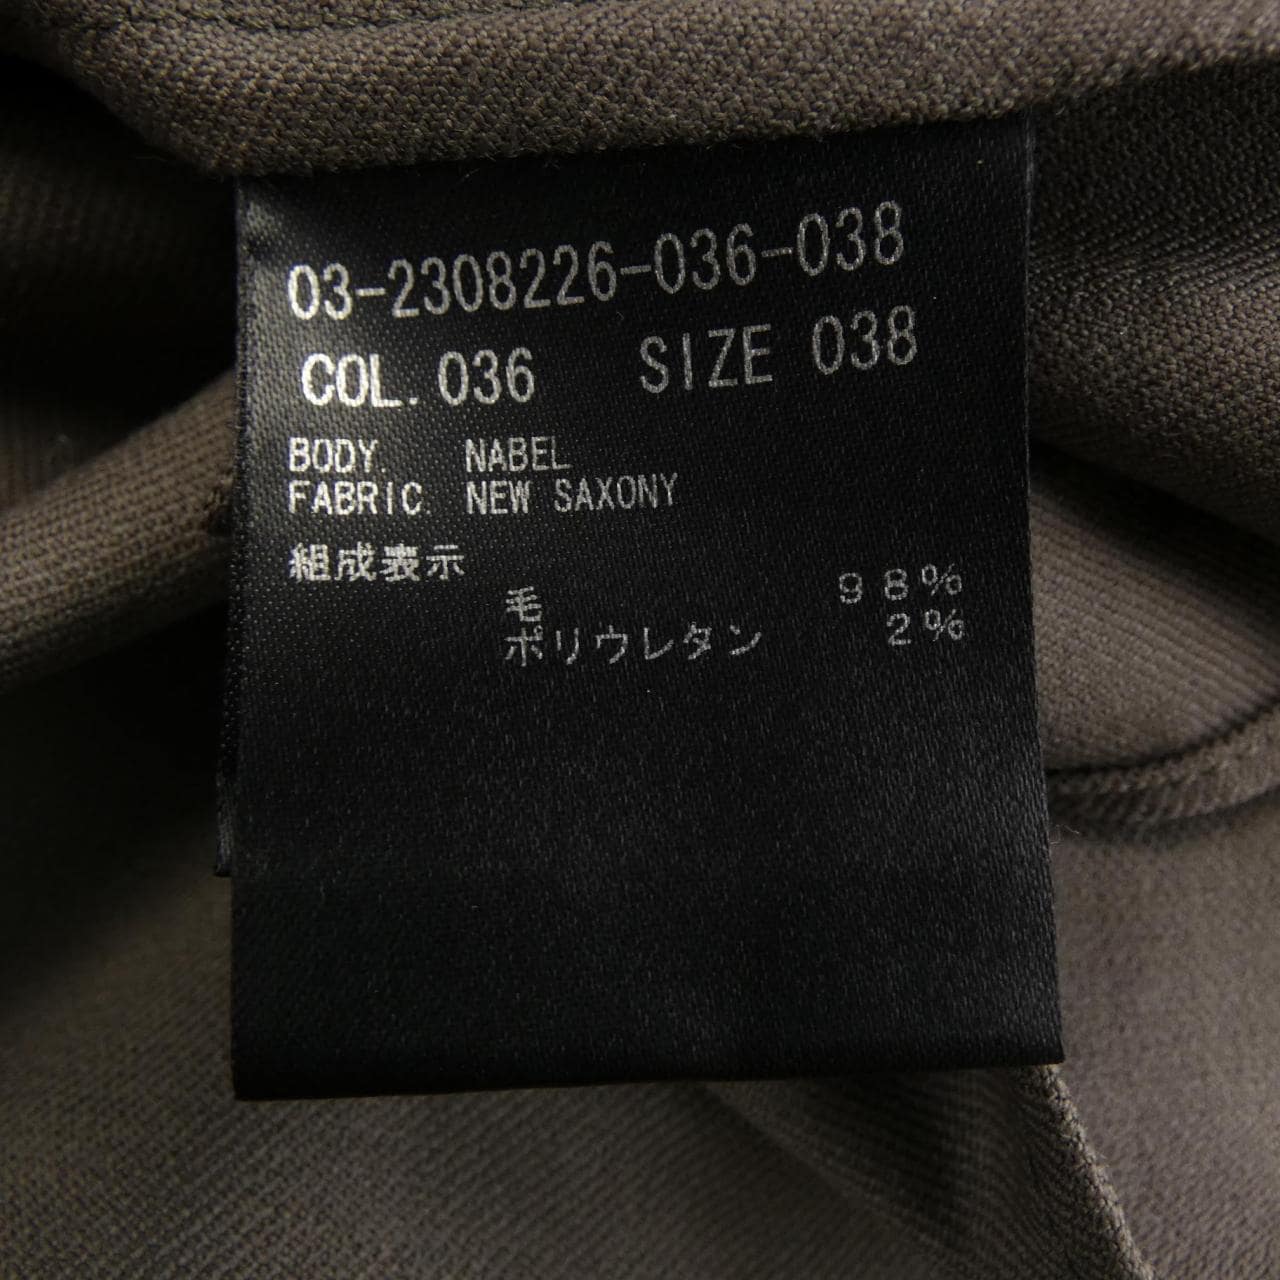 03-2308226-036-038
COL. 036 SIZE 038
BODY. NABEL
FABRIC. NEW SAXONY
組成表示
毛 98%
ポリウレタン 2%